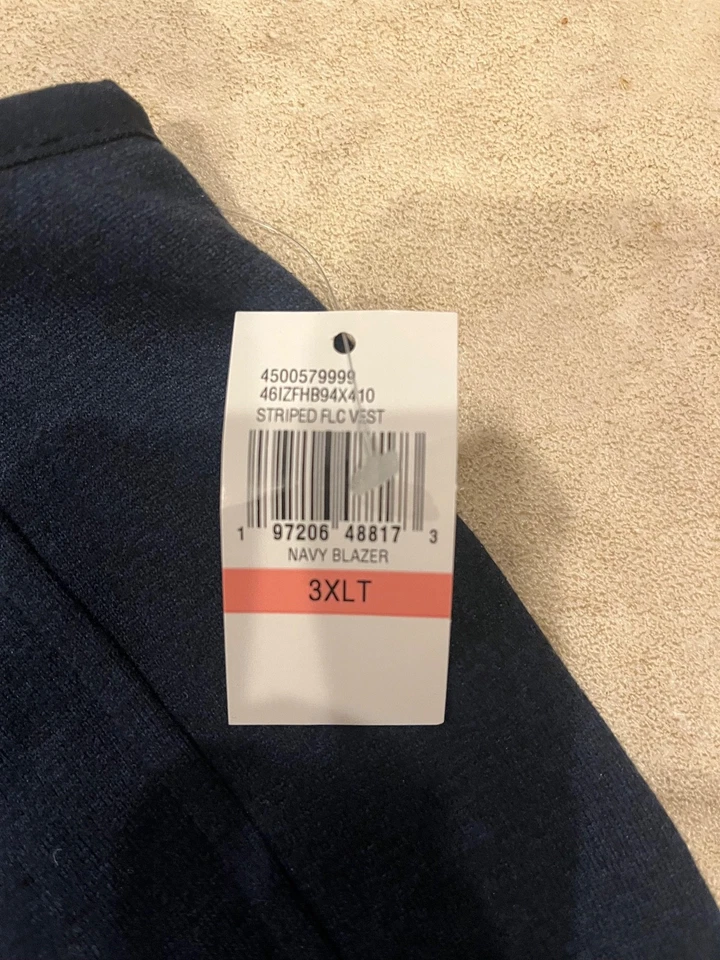 4500579999
46IZFHB94X410
STRIPED FLC VEST
1 97206 48817 3
NAVY BLAZER
3XLT